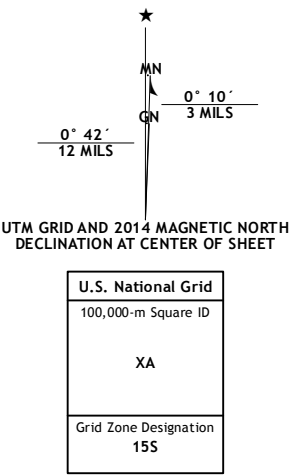 ★
MN
0° 10´
3 MILS
GN
0° 42´
12 MILS
UTM GRID AND 2014 MAGNETIC NORTH
DECLINATION AT CENTER OF SHEET
U.S. National Grid
100,000-m Square ID
XA
Grid Zone Designation
15S